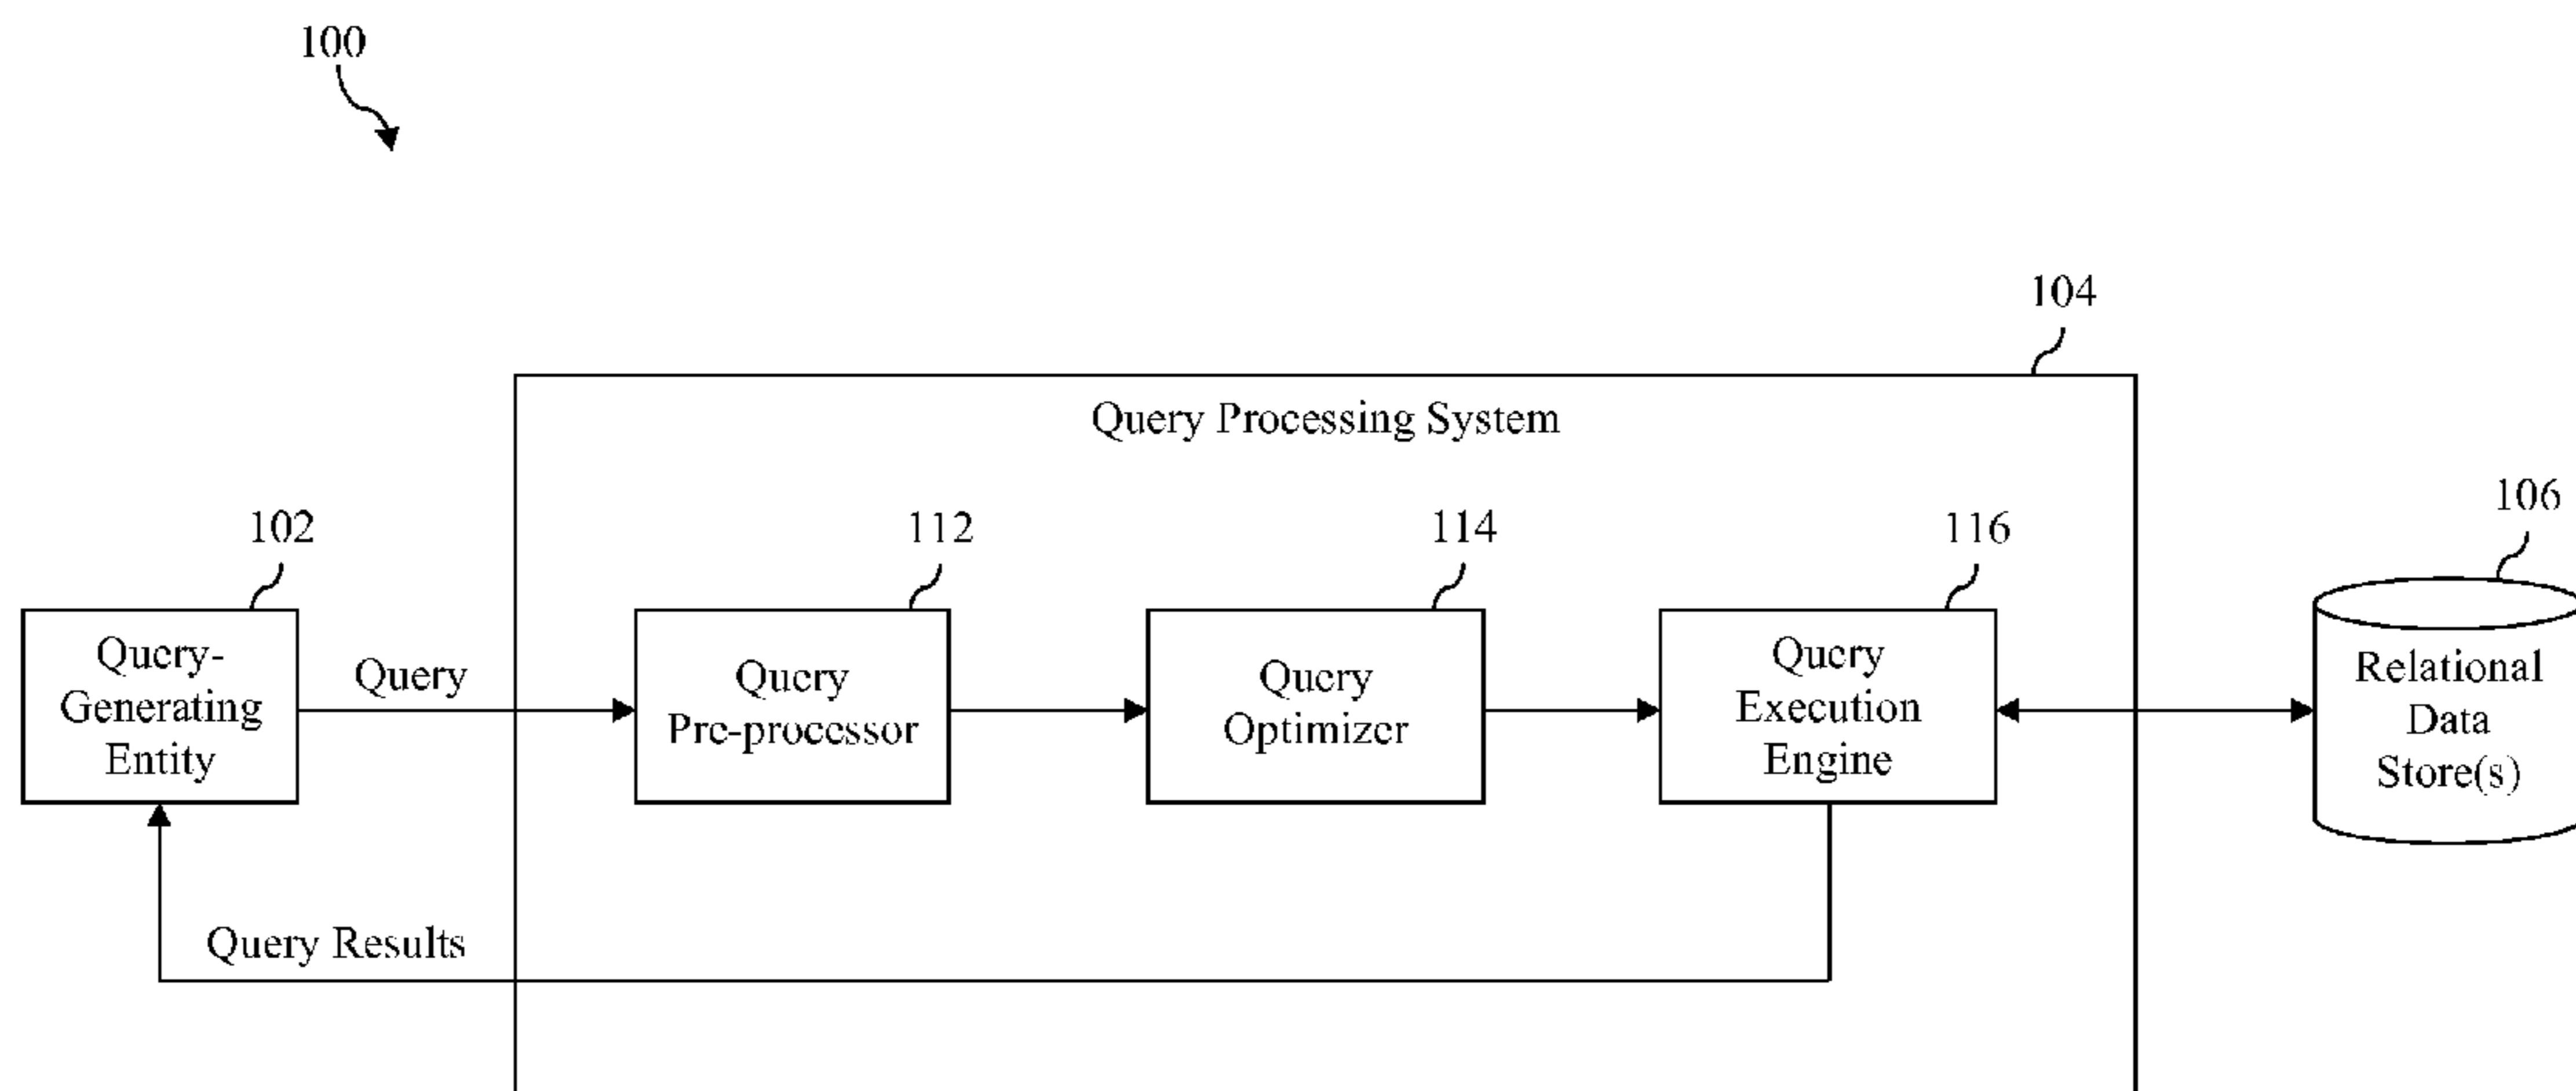 100
104
Query Processing System
106
102
112
114
116
Query-
Generating
Entity
Query
Query
Pre-processor
Query
Optimizer
Query
Execution
Engine
Relational
Data
Store(s)
Query Results